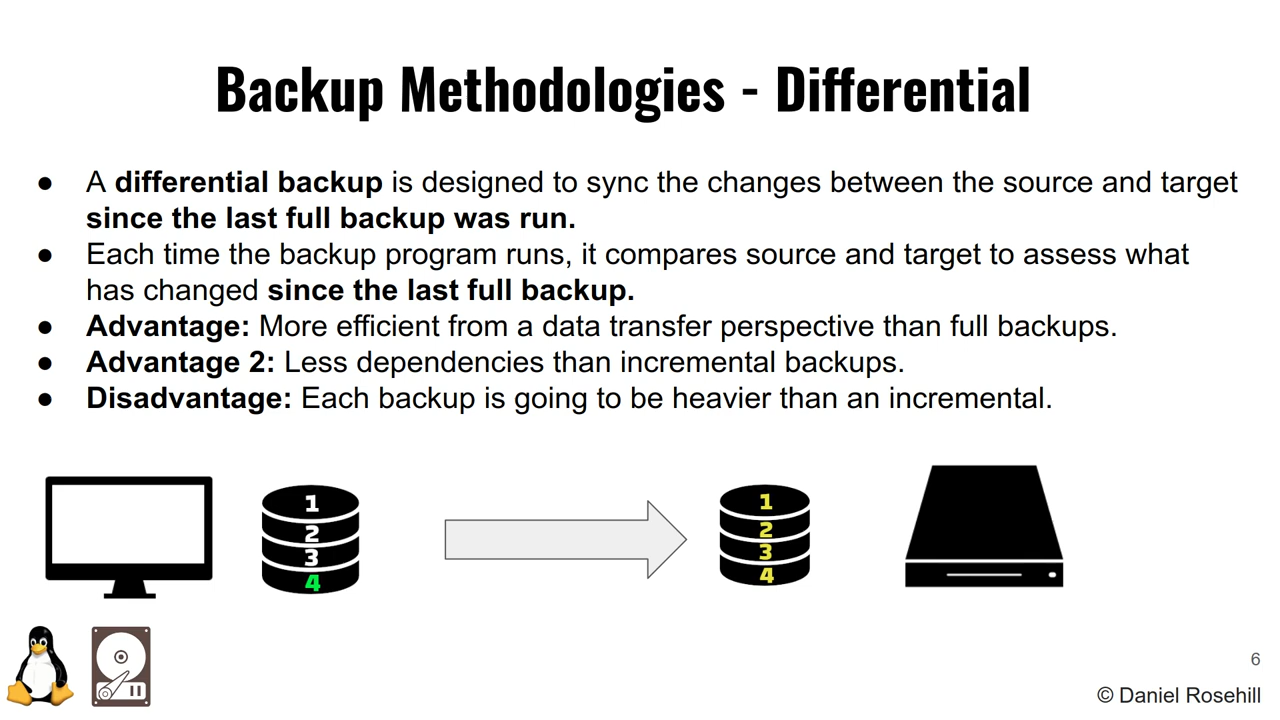 Backup Methodologies - Differential
● A differential backup is designed to sync the changes between the source and target
since the last full backup was run.
● Each time the backup program runs, it compares source and target to assess what
has changed since the last full backup.
● Advantage: More efficient from a data transfer perspective than full backups.
● Advantage 2: Less dependencies than incremental backups.
● Disadvantage: Each backup is going to be heavier than an incremental.
1
2
3
4
1
2
3
4
6
© Daniel Rosehill